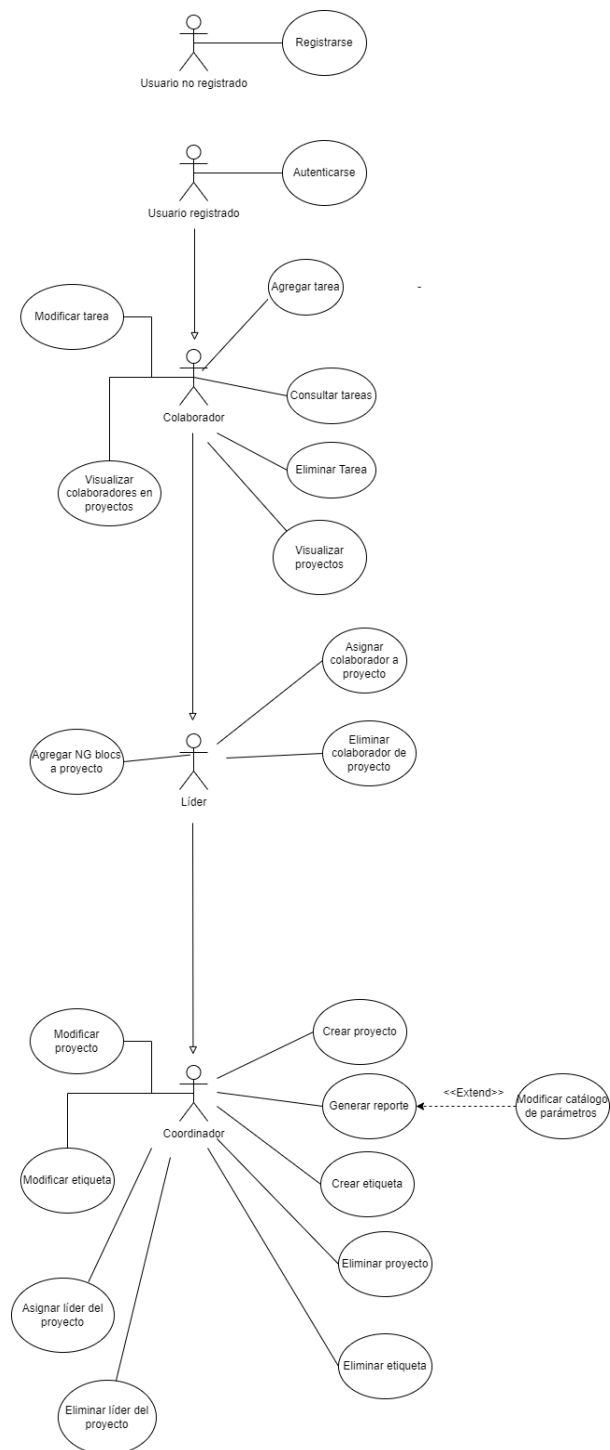 Registrarse
Usuario no registrado
Autenticarse
Usuario registrado
Agregar tarea
-
Modificar tarea
Consultar tareas
Colaborador
Eliminar Tarea
Visualizar
colaboradores en
proyectos
Visualizar
proyectos
Asignar
colaborador a
proyecto
Agregar NG blocs
a proyecto
Eliminar
colaborador de
proyecto
Líder
Modificar
proyecto
Crear proyecto
<<Extend>>
Generar reporte
Modificar catálogo
de parámetros
Coordinador
Modificar etiqueta
Crear etiqueta
Eliminar proyecto
Asignar líder del
proyecto
Eliminar etiqueta
Eliminar líder del
proyecto